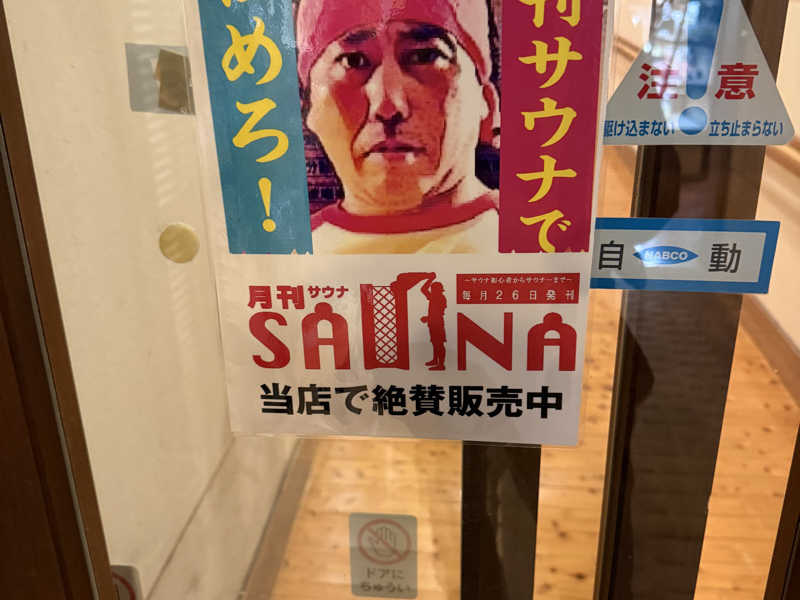 めろ!
刊サウナで
注意
駆け込まない 立ち止まらない
自 NABCO 動
月刊サウナ
~サウナ初心者からサウナーまで~
毎月26日発刊
SAUNA
当店で絶賛販売中
ドアに
ちゅうい